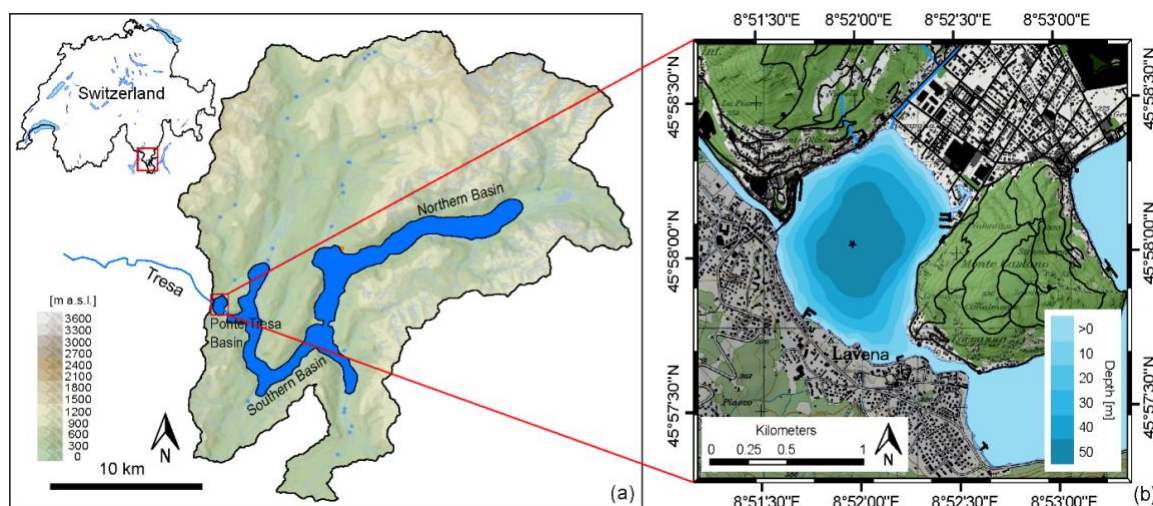 Switzerland
Northern Basin
Tresa
Ponte Tresa
Basin
Southern Basin
[m a.s.l.]
3600
3300
3000
2700
2400
2100
1800
1500
1200
900
600
300
0
N
10 km
(a)
8°51'30"E 8°52'00"E 8°52'30"E 8°53'00"E
45°58'30"N
45°58'00"N
45°57'30"N
45°58'30"N
45°58'00"N
45°57'30"N
Monte Caslano
Lavena
>0
10
20
30
40
50
Depth [m]
Kilometers
0 0.25 0.5 1
N
8°51'30"E 8°52'00"E 8°52'30"E 8°53'00"E
(b)